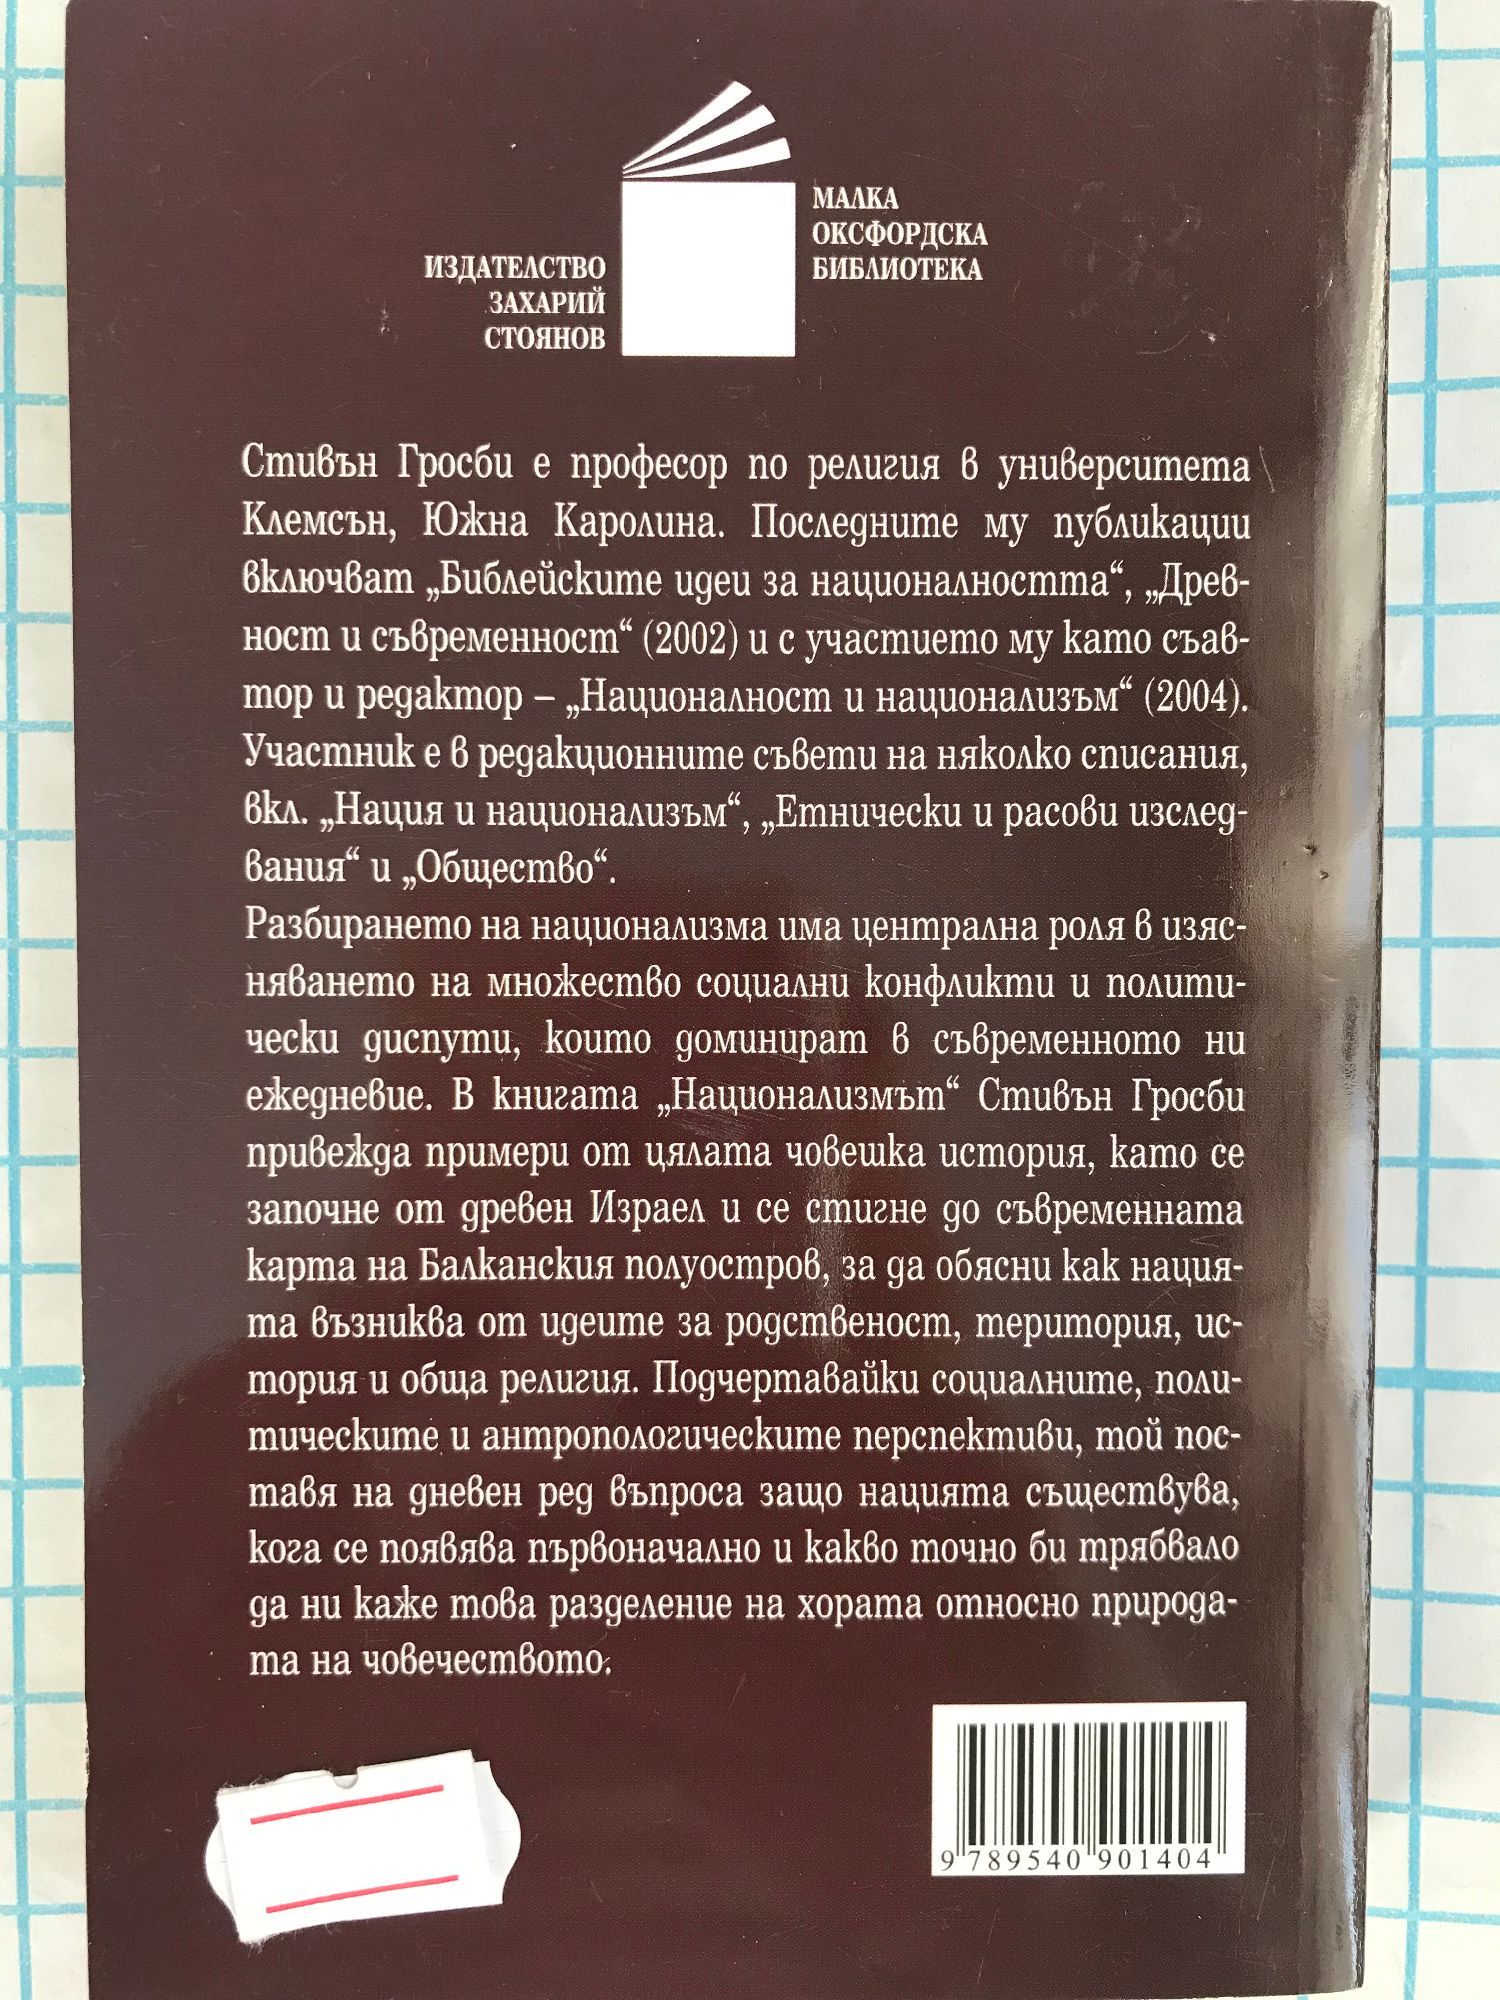 МАЛКА
ОКСФОРДСКА
БИБЛИОТЕКА
ИЗДАТЕЛСТВО
ЗАХАРИЙ
СТОЯНОВ
Стивън Гросби е професор по религия в университета
Клемсън, Южна Каролина. Последните му публикации
включват „Библейските идеи за националността“, „Древ-
ност и съвременност“ (2002) и с участието му като съав-
тор и редактор – „Националност и национализъм“ (2004).
Участник е в редакционните съвети на няколко списания,
вкл. „Нация и национализъм“, „Етнически и расови изслед-
вания“ и „Общество“.
Разбирането на национализма има централна роля в изяс-
няването на множество социални конфликти и полити-
чески диспути, които доминират в съвременното ни
ежедневие. В книгата „Национализмът“ Стивън Гросби
привежда примери от цялата човешка история, като се
започне от древен Израел и се стигне до съвременната
карта на Балканския полуостров, за да обясни как нация-
та възниква от идеите за родственост, територия, ис-
тория и обща религия. Подчертавайки социалните, поли-
тическите и антропологическите перспективи, той пос-
тавя на дневен ред въпроса защо нацията съществува,
кога се появява първоначално и какво точно би трябвало
да ни каже това разделение на хората относно природа-
та на човечеството.
9 789540 901404